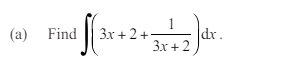 (a) Find ∫(3x + 2 + 1/(3x + 2)) dx.